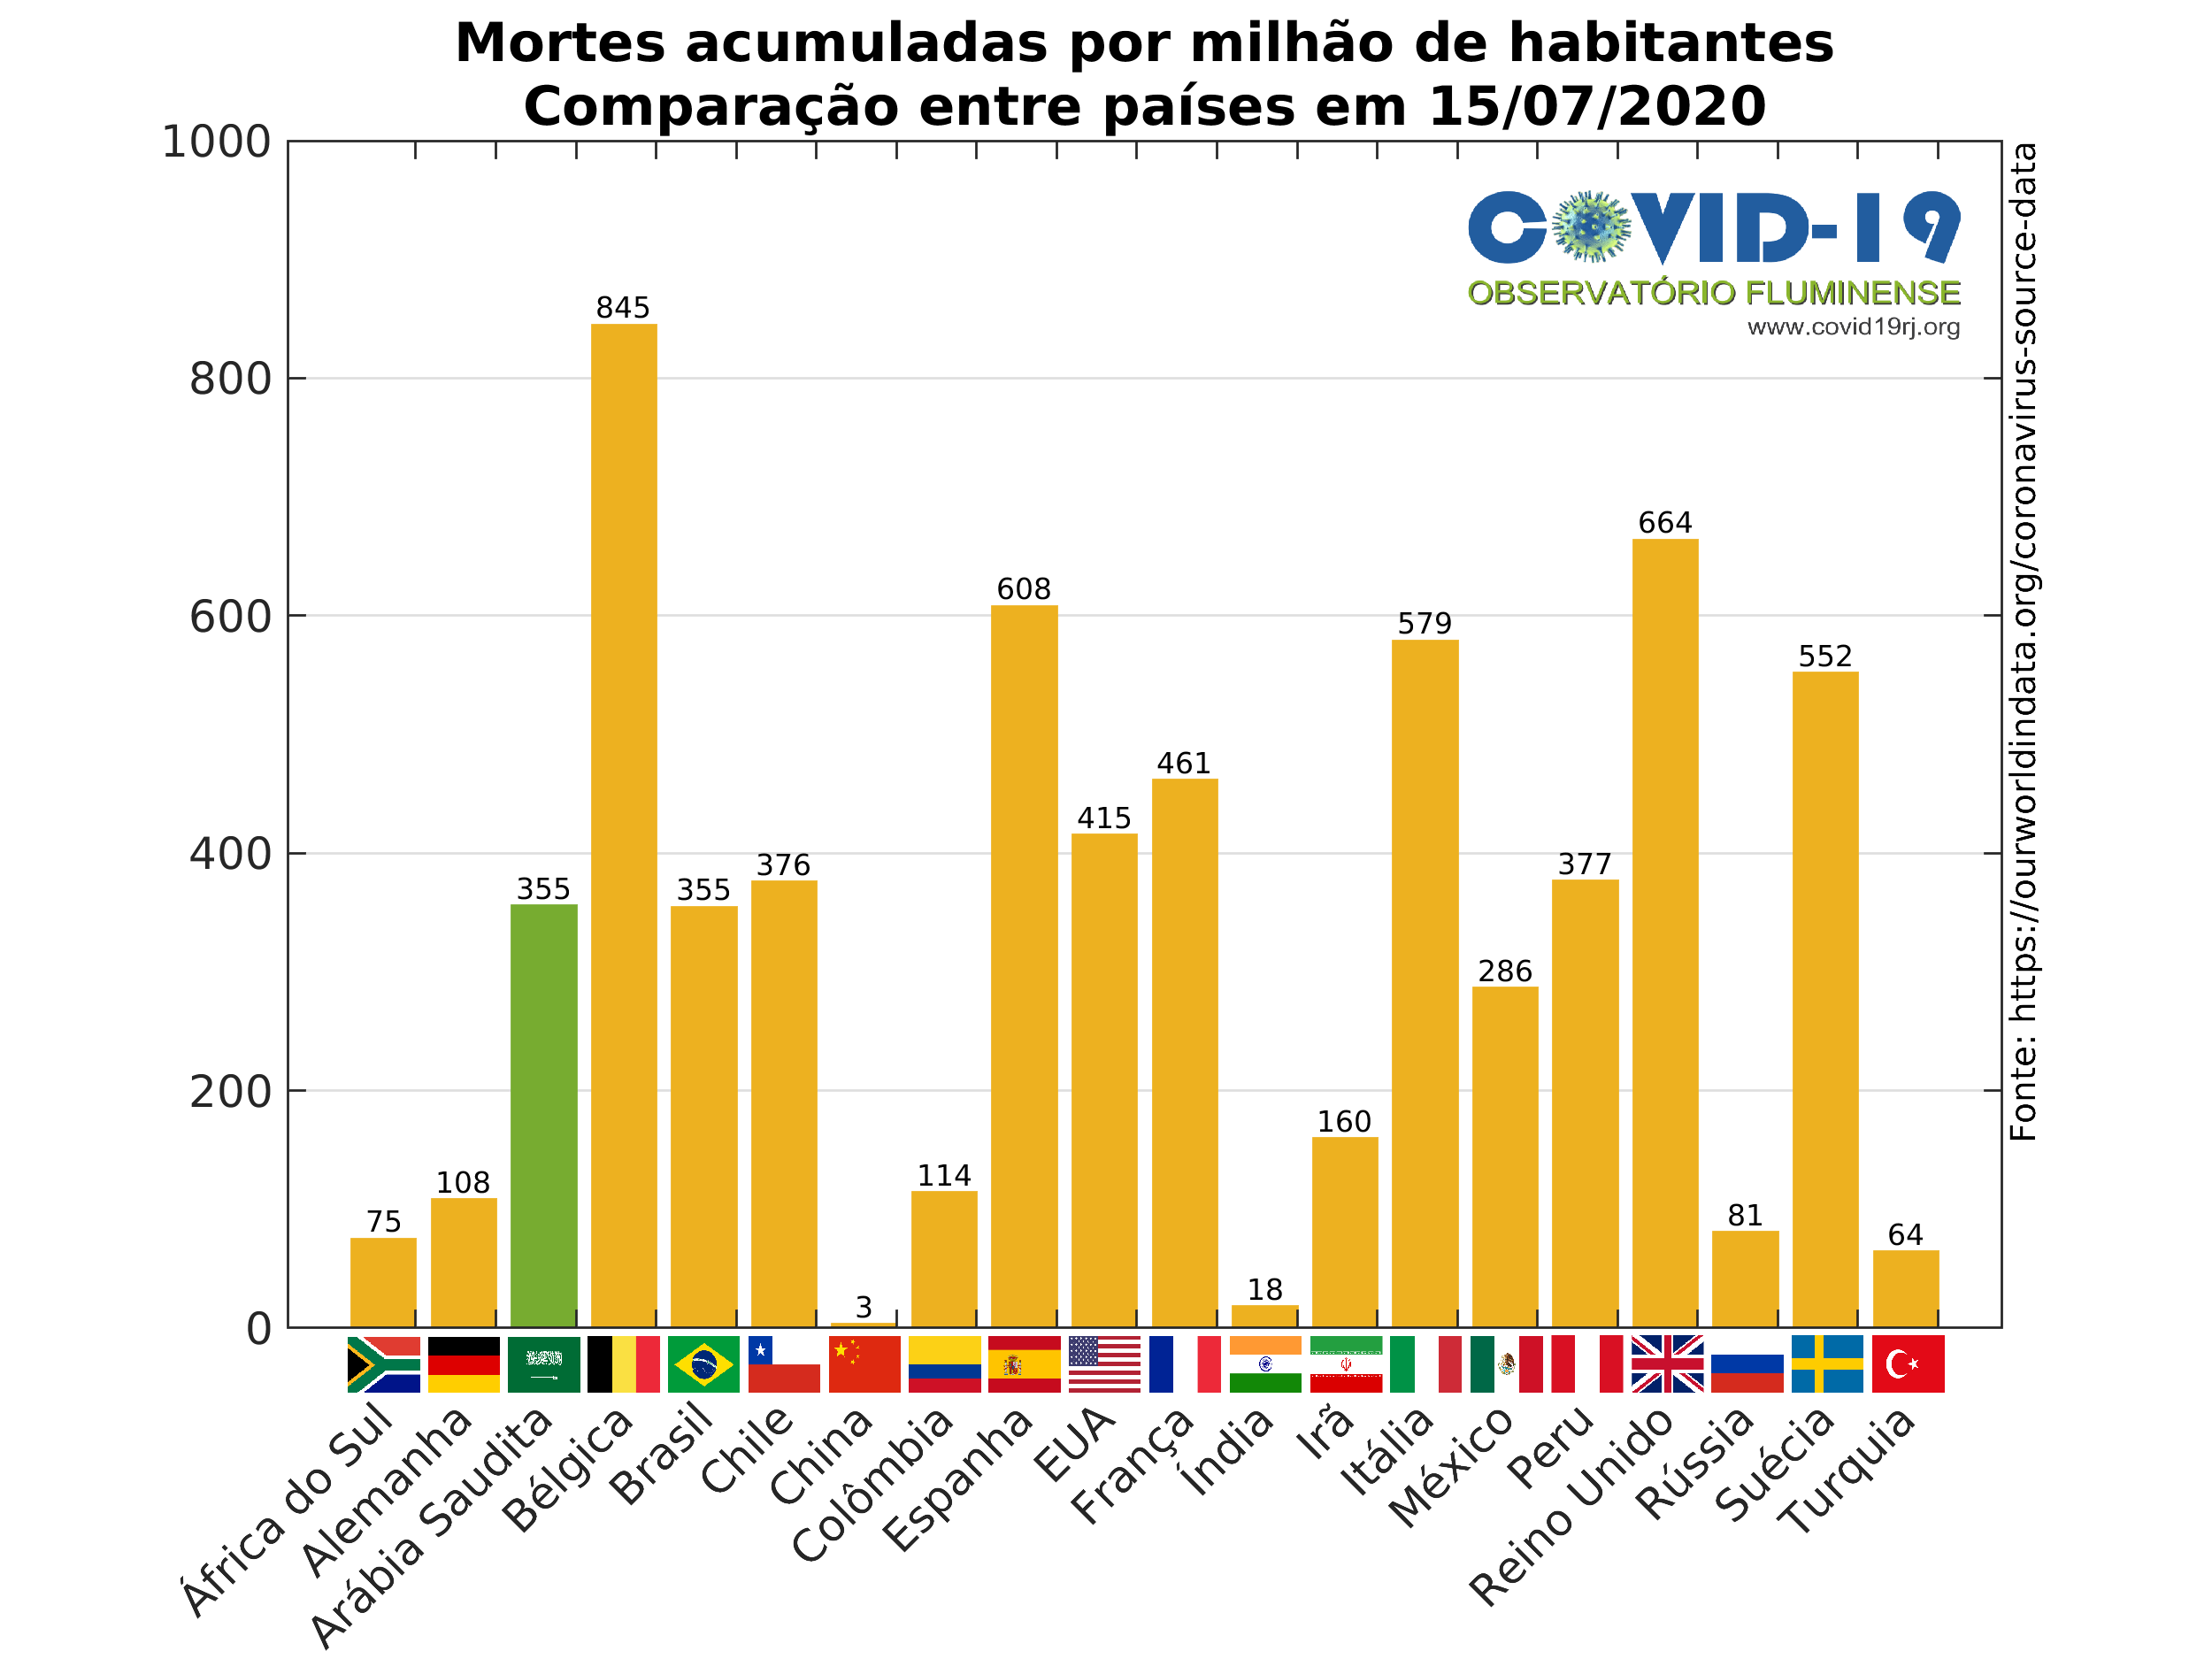 Mortes acumuladas por milhão de habitantes
Comparação entre países em 15/07/2020
1000
800
600
400
200
0
COVID-19
OBSERVATÓRIO FLUMINENSE
www.covid19rj.org
Fonte: https://ourworldindata.org/coronavirus-source-data
75
108
355
845
355
376
3
114
608
415
461
18
160
579
286
377
664
81
552
64
África do Sul
Alemanha
Arábia Saudita
Bélgica
Brasil
Chile
China
Colômbia
Espanha
EUA
França
Índia
Irã
Itália
México
Peru
Reino Unido
Rússia
Suécia
Turquia